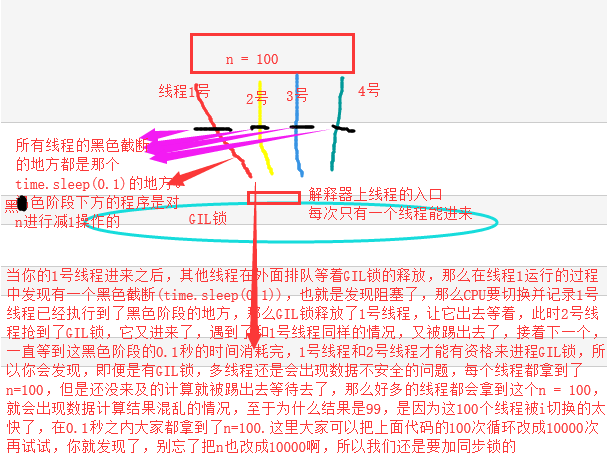 n = 100
线程1号
2号
3号
4号
所有线程的黑色截断
的地方都是那个
time.sleep(0.1)的地方。
黑色阶段下方的程序是对
n进行减1操作的
GIL锁
解释器上线程的入口
每次只有一个线程能进来
当你的1号线程进来之后，其他线程在外面排队等着GIL锁的释放，那么在线程1运行的过程
中发现有一个黑色截断(time.sleep(0.1))，也就是发现阻塞了，那么CPU要切换并记录1号
线程已经执行到了黑色阶段的地方，那么GIL锁释放了1号线程，让它出去等着，此时2号线
程抢到了GIL锁，它又进来了，遇到了和1号线程同样的情况，又被踢出去了，接着下一个，
一直等到这黑色阶段的0.1秒的时间消耗完，1号线程和2号线程才能有资格来进程GIL锁，所
以你会发现，即便是有GIL锁，多线程还是会出现数据不安全的问题，每个线程都拿到了
n=100，但是还没来及的计算就被踢出去等待去了，那么好多的线程都会拿到这个n = 100，
就会出现数据计算结果混乱的情况，至于为什么结果是99，是因为这100个线程被i切换的太
快了，在0.1秒之内大家都拿到了n=100.这里大家可以把上面代码的100次循环改成10000次
再试试，你就发现了，别忘了把n也改成10000啊，所以我们还是要加同步锁的